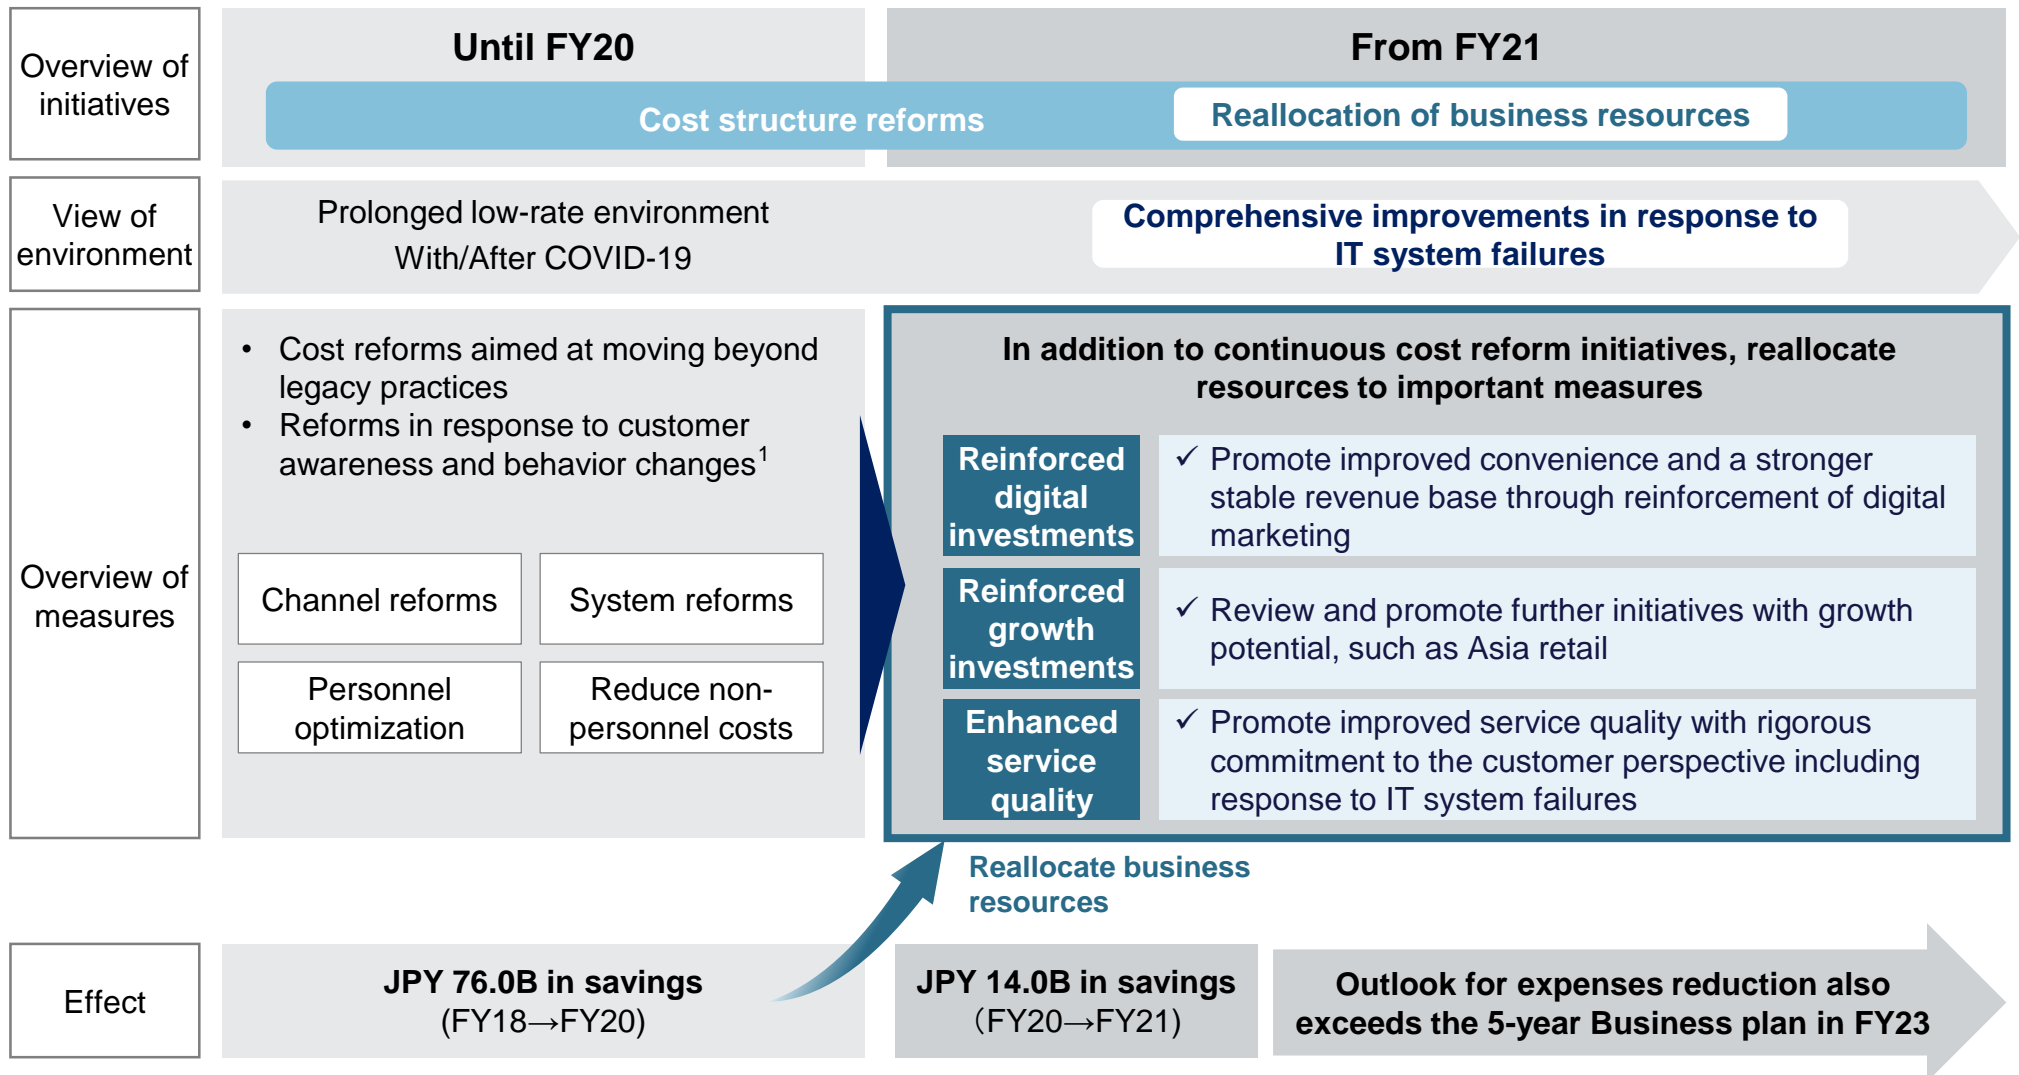 Overview of
initiatives
Until FY20
From FY21
Cost structure reforms
Reallocation of business resources
View of
environment
Prolonged low-rate environment
With/After COVID-19
Comprehensive improvements in response to
IT system failures
Overview of
measures
• Cost reforms aimed at moving beyond
legacy practices
• Reforms in response to customer
awareness and behavior changes1
Channel reforms
System reforms
Personnel
optimization
Reduce non-
personnel costs
In addition to continuous cost reform initiatives, reallocate
resources to important measures
Reinforced
digital
investments
✓ Promote improved convenience and a stronger
stable revenue base through reinforcement of digital
marketing
Reinforced
growth
investments
✓ Review and promote further initiatives with growth
potential, such as Asia retail
Enhanced
service
quality
✓ Promote improved service quality with rigorous
commitment to the customer perspective including
response to IT system failures
Reallocate business
resources
Effect
JPY 76.0B in savings
(FY18→FY20)
JPY 14.0B in savings
（FY20→FY21)
Outlook for expenses reduction also
exceeds the 5-year Business plan in FY23